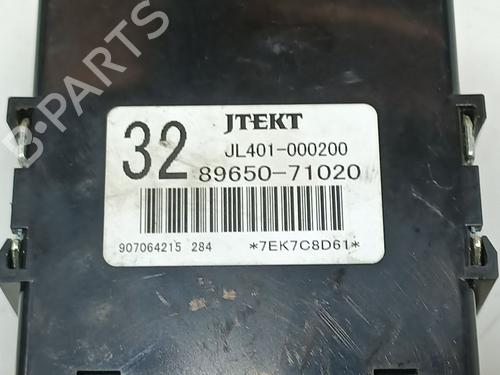 B-PARTS
JTEKT
32
JL401-000200
89650-71020
907064215 284
*7EK7C8D61*